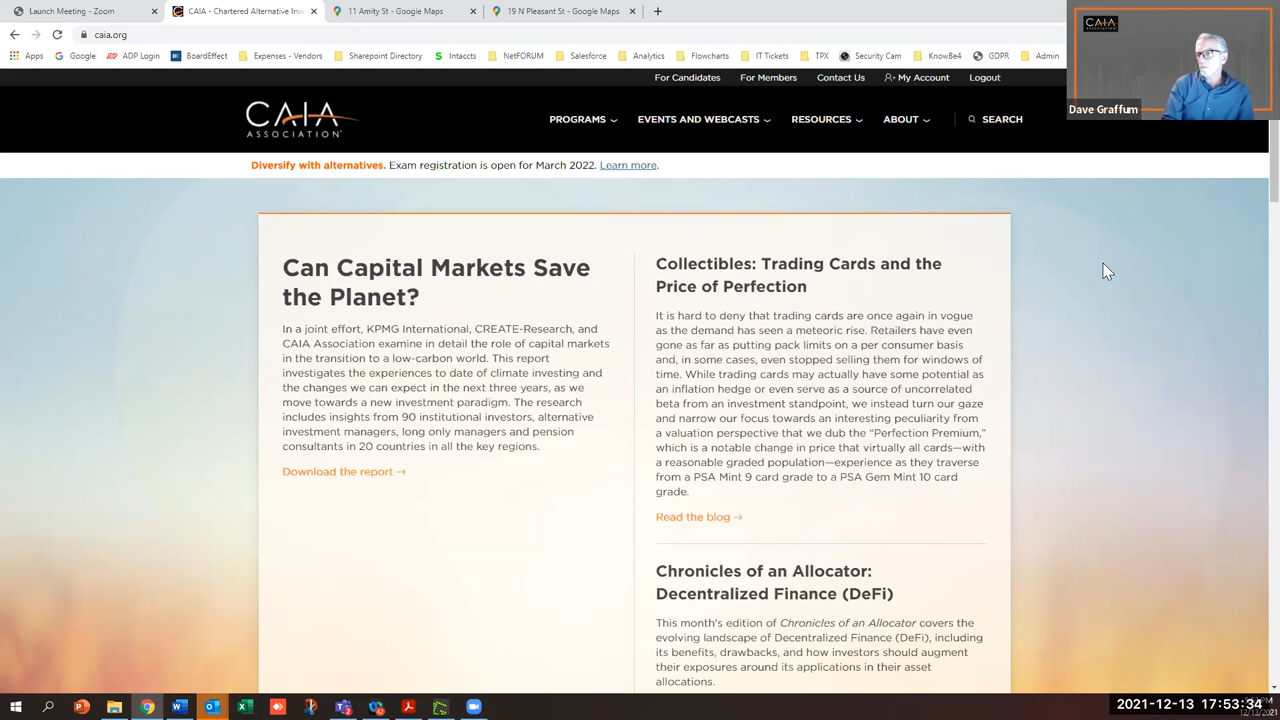 Launch Meeting - Zoom
CAIA - Chartered Alternative Inv
11 Amity St - Google Maps
19 N Pleasant St - Google Maps
caia.org
Apps
Google
ADP Login
BoardEffect
Expenses - Vendors
Sharepoint Directory
Intaccts
NetFORUM
Salesforce
Analytics
Flowcharts
IT Tickets
TPX
Security Cam
KnowBe4
GDPR
Admin
CAIA
ASSOCIATION
Dave Graffum
For Candidates
For Members
Contact Us
My Account
Logout
CAIA
ASSOCIATION
PROGRAMS
EVENTS AND WEBCASTS
RESOURCES
ABOUT
SEARCH
Diversify with alternatives. Exam registration is open for March 2022. Learn more.
Can Capital Markets Save
the Planet?
In a joint effort, KPMG International, CREATE-Research, and
CAIA Association examine in detail the role of capital markets
in the transition to a low-carbon world. This report
investigates the experiences to date of climate investing and
the changes we can expect in the next three years, as we
move towards a new investment paradigm. The research
includes insights from 90 institutional investors, alternative
investment managers, long only managers and pension
consultants in 20 countries in all the key regions.
Download the report →
Collectibles: Trading Cards and the
Price of Perfection
It is hard to deny that trading cards are once again in vogue
as the demand has seen a meteoric rise. Retailers have even
gone as far as putting pack limits on a per consumer basis
and, in some cases, even stopped selling them for windows of
time. While trading cards may actually have some potential as
an inflation hedge or even serve as a source of uncorrelated
beta from an investment standpoint, we instead turn our gaze
and narrow our focus towards an interesting peculiarity from
a valuation perspective that we dub the “Perfection Premium,”
which is a notable change in price that virtually all cards—with
a reasonable graded population—experience as they traverse
from a PSA Mint 9 card grade to a PSA Gem Mint 10 card
grade.
Read the blog →
Chronicles of an Allocator:
Decentralized Finance (DeFi)
This month's edition of Chronicles of an Allocator covers the
evolving landscape of Decentralized Finance (DeFi), including
its benefits, drawbacks, and how investors should augment
their exposures around its applications in their asset
allocations.
2021-12-13 17:53:34